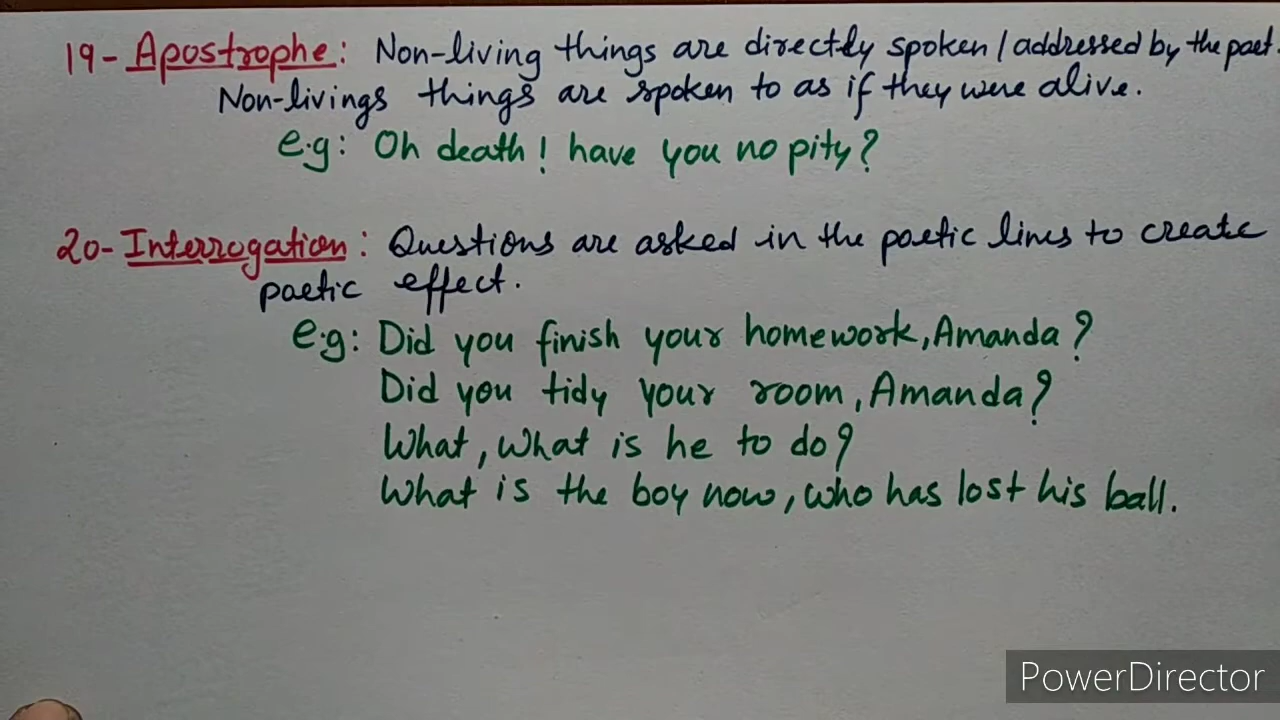 19- Apostrophe: Non-living things are directly spoken / addressed by the poet.
Non-livings things are spoken to as if they were alive.
e.g: Oh death! have you no pity?
20- Interrogation: Questions are asked in the poetic lines to create
poetic effect.
e.g: Did you finish your homework, Amanda?
Did you tidy your room, Amanda?
What, what is he to do?
What is the boy now, who has lost his ball.
PowerDirector